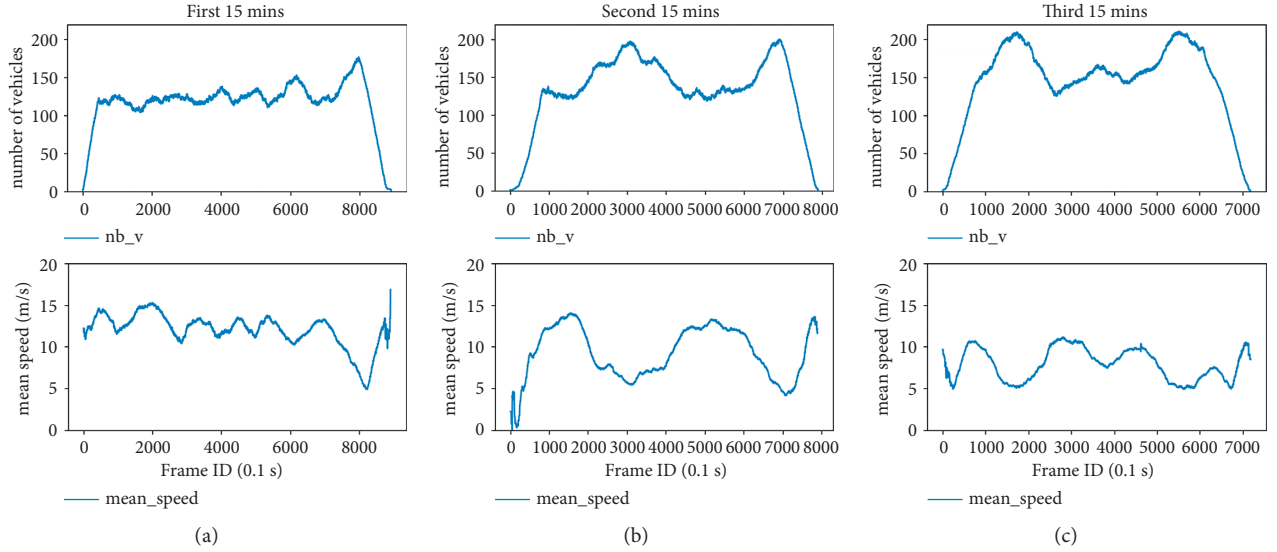 First 15 mins
200
150
100
50
0
number of vehicles
0 2000 4000 6000 8000
nb_v
20
15
10
5
0
mean speed (m/s)
0 2000 4000 6000 8000
Frame ID (0.1 s)
mean_speed
(a)
Second 15 mins
200
150
100
50
0
number of vehicles
0 1000 2000 3000 4000 5000 6000 7000 8000
nb_v
20
15
10
5
0
mean speed (m/s)
0 1000 2000 3000 4000 5000 6000 7000 8000
Frame ID (0.1 s)
mean_speed
(b)
Third 15 mins
200
150
100
50
0
number of vehicles
0 1000 2000 3000 4000 5000 6000 7000
nb_v
20
15
10
5
0
mean speed (m/s)
0 1000 2000 3000 4000 5000 6000 7000
Frame ID (0.1 s)
mean_speed
(c)